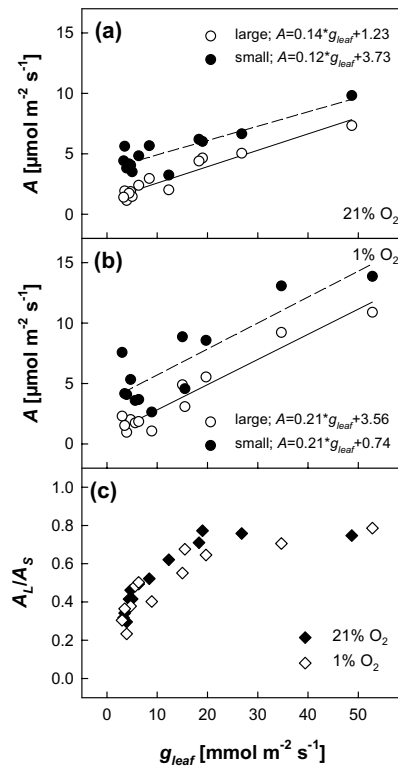 (a)
large; A=0.14*gleaf+1.23
small; A=0.12*gleaf+3.73
15
10
5
0
A [µmol m-2 s-1]
21% O2
(b)
1% O2
15
10
5
0
A [µmol m-2 s-1]
large; A=0.21*gleaf+3.56
small; A=0.21*gleaf+0.74
(c)
1.0
0.8
0.6
0.4
0.2
0.0
AL/AS
21% O2
1% O2
0 10 20 30 40 50
gleaf [mmol m-2 s-1]